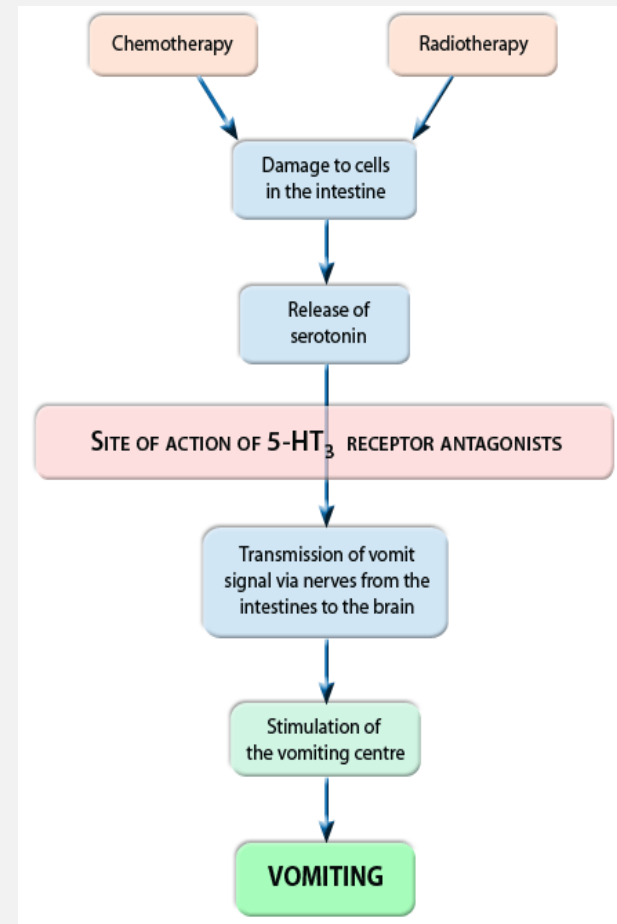 Chemotherapy
Radiotherapy
Damage to cells
in the intestine
Release of
serotonin
SITE OF ACTION OF 5-HT₃ RECEPTOR ANTAGONISTS
Transmission of vomit
signal via nerves from the
intestines to the brain
Stimulation of
the vomiting centre
VOMITING